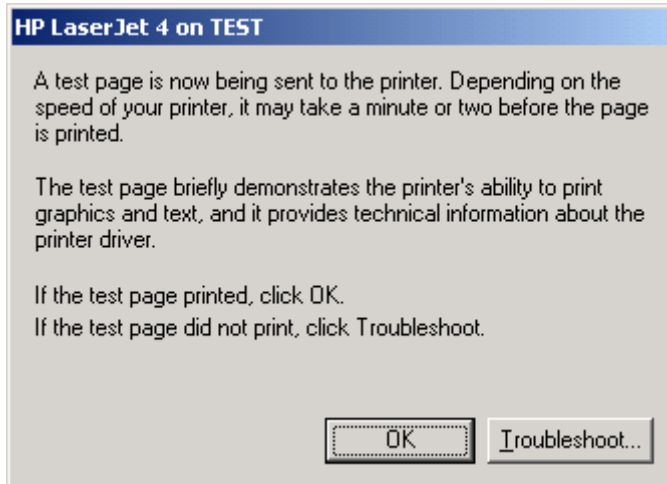 HP LaserJet 4 on TEST
A test page is now being sent to the printer. Depending on the
speed of your printer, it may take a minute or two before the page
is printed.
The test page briefly demonstrates the printer's ability to print
graphics and text, and it provides technical information about the
printer driver.
If the test page printed, click OK.
If the test page did not print, click Troubleshoot.
OK
Troubleshoot...